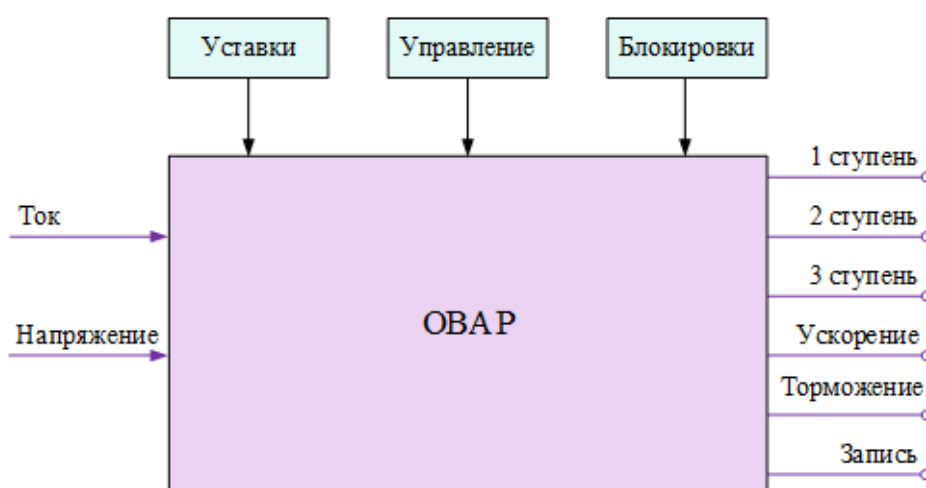 Уставки
Управление
Блокировки
Ток
Напряжение
ОВАР
1 ступень
2 ступень
3 ступень
Ускорение
Торможение
Запись